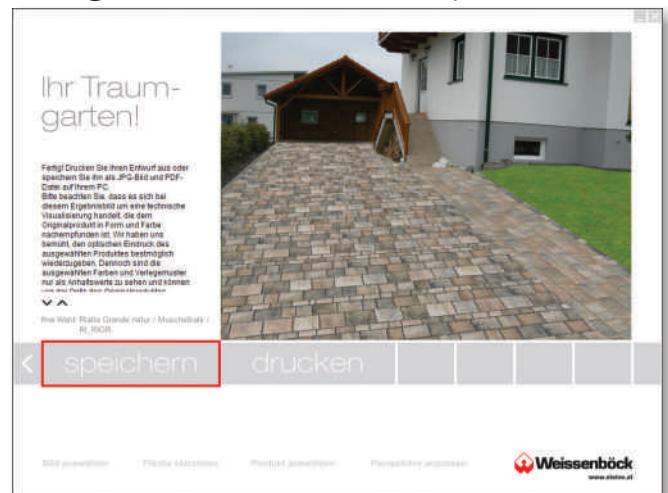 Ihr Traum-
garten!
Fertig! Drucken Sie Ihren Entwurf aus oder
speichern Sie ihn als JPG-Bild und PDF-
Datei auf Ihrem PC.
Bitte beachten Sie, dass es sich bei
diesem Ergebnisbild um eine technische
Visualisierung handelt, die dem
Originalprodukt in Form und Farbe
nachempfunden ist. Wir haben uns
bemüht, den optischen Eindruck des
ausgewählten Produktes bestmöglich
wiederzugeben. Dennoch sind die
ausgewählten Farben und Verlegemuster
nur als Anhaltswerte zu sehen und können
Ihre Wahl: Rialta Grande natur / Muschelkalk /
RI_RIGR.
speichern
drucken
Bild auswählen
Fläche
Produkt auswählen
Perspektive anpassen
Weissenböck
www.steine.at